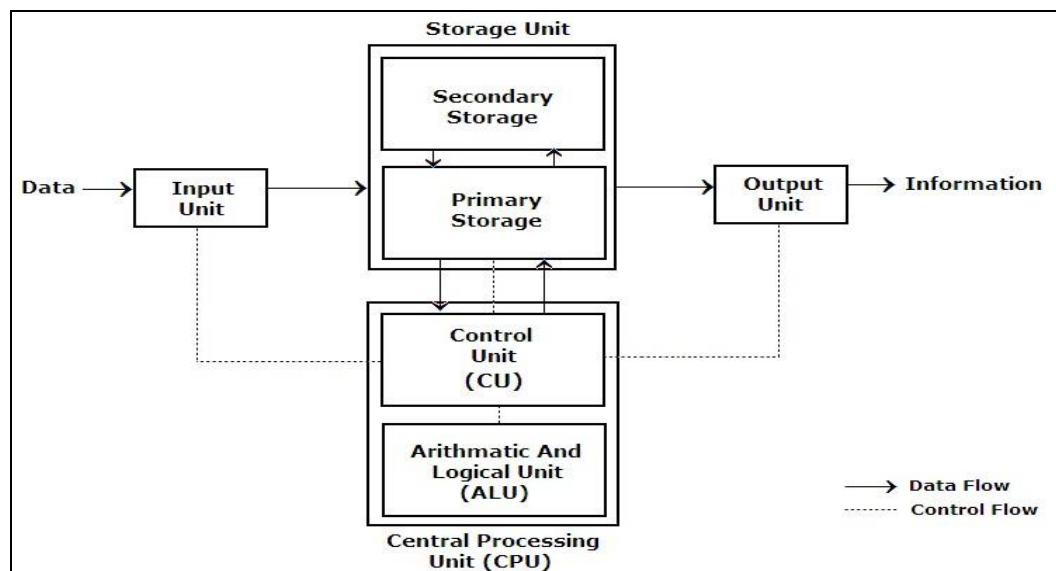 Storage Unit
Secondary
Storage
Data
Input
Unit
Primary
Storage
Output
Unit
Information
Control
Unit
(CU)
Arithmatic And
Logical Unit
(ALU)
Data Flow
Control Flow
Central Processing
Unit (CPU)